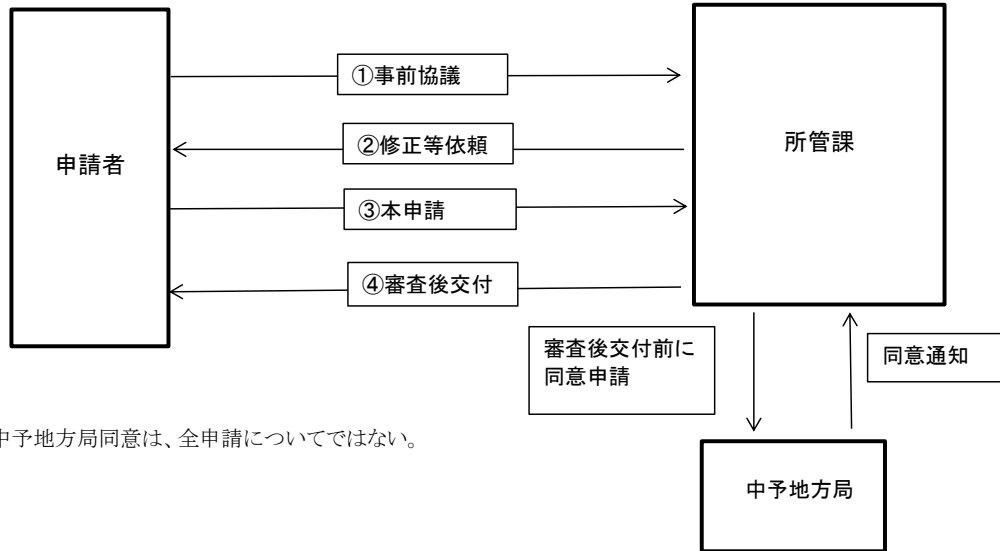 ①事前協議
申請者
②修正等依頼
所管課
③本申請
④審査後交付
審査後交付前に
同意申請
同意通知
中予地方局同意は、全申請についてではない。
中予地方局